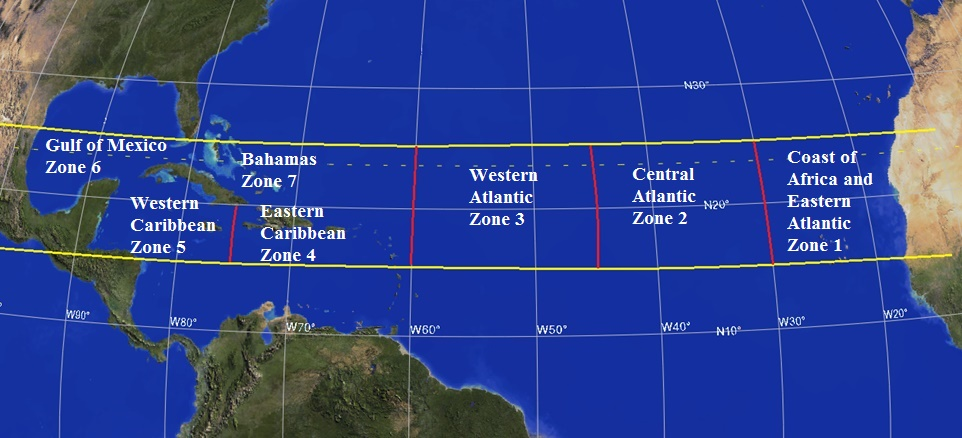 N30°
Gulf of Mexico
Zone 6
Bahamas
Zone 7
Western
Atlantic
Zone 3
Central
Atlantic
Zone 2
N20°
Coast of
Africa and
Eastern
Atlantic
Zone 1
Western
Caribbean
Zone 5
Eastern
Caribbean
Zone 4
W90°
W80°
W70°
W60°
W50°
W40°
N10°
W30°
W20°